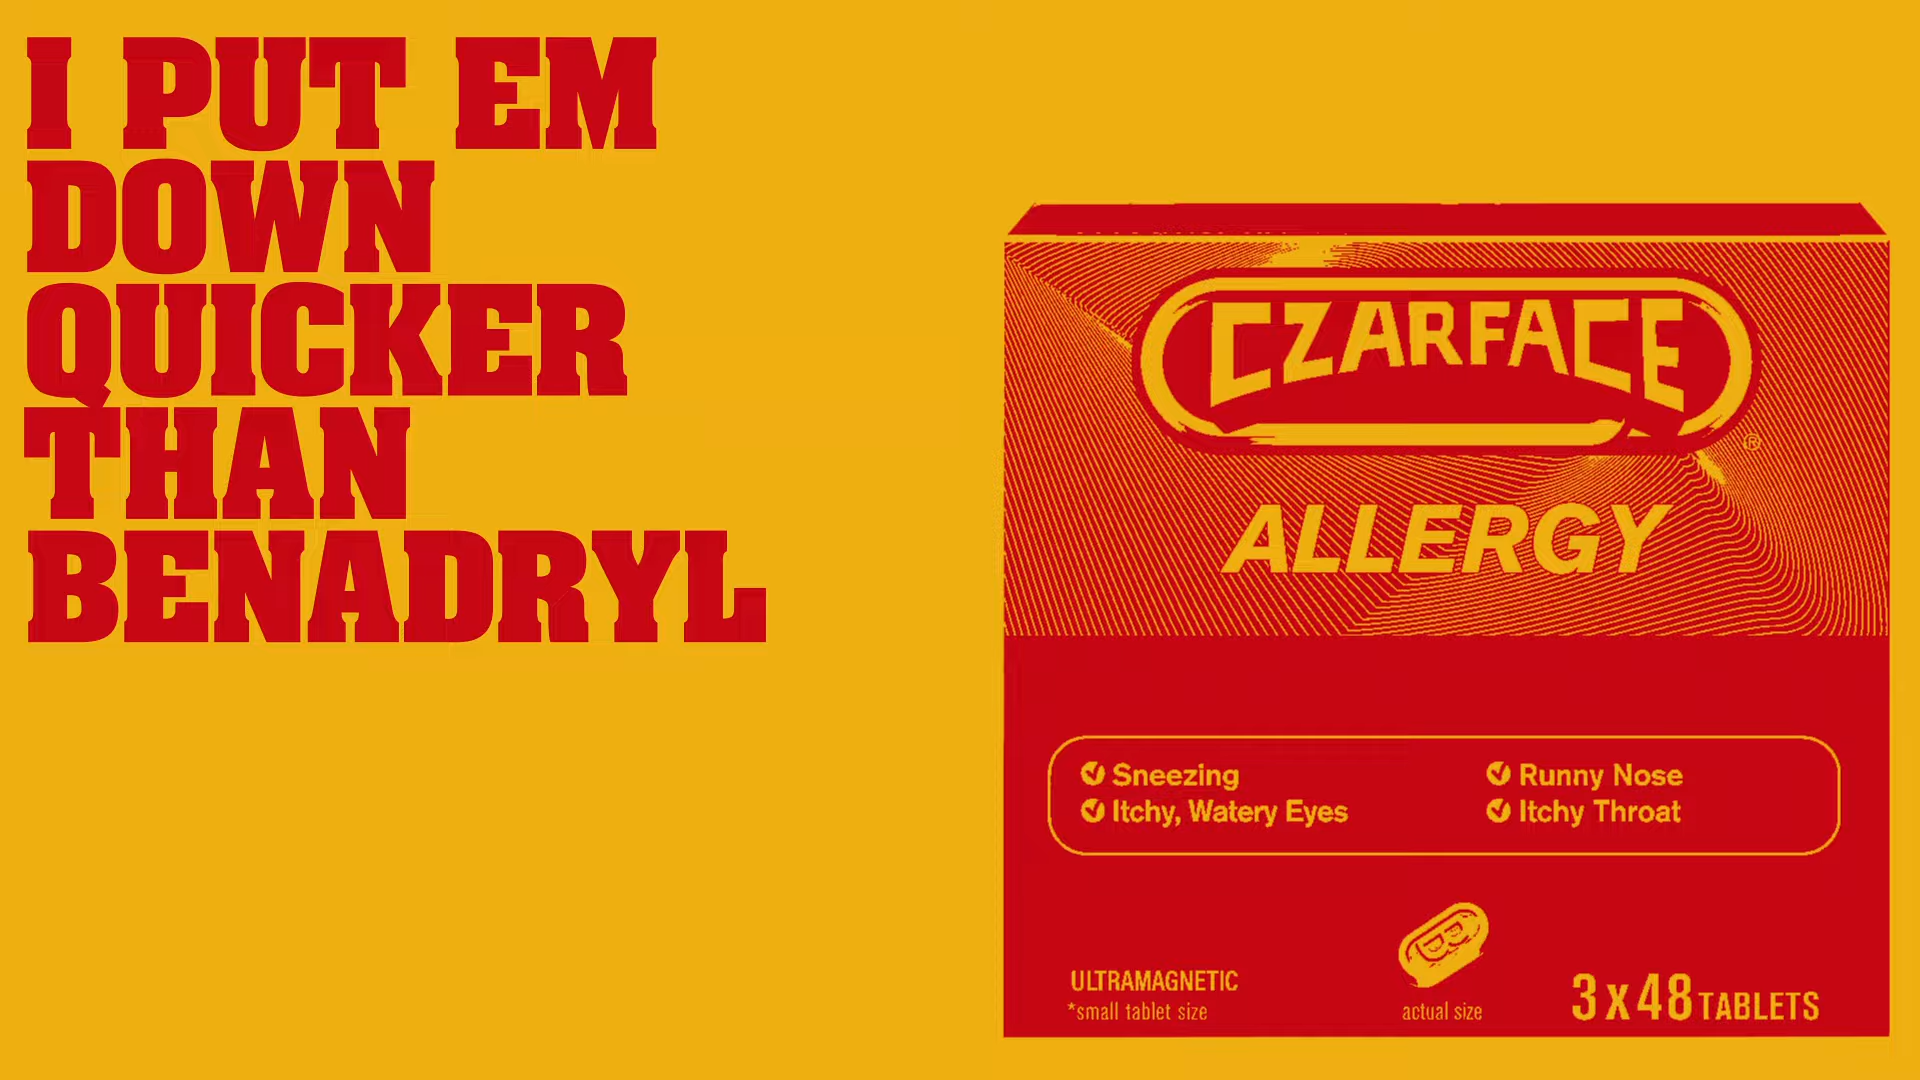 I PUT EM
DOWN
QUICKER
THAN
BENADRYL
CZARFACE
®
ALLERGY
Sneezing
Runny Nose
Itchy, Watery Eyes
Itchy Throat
B
ULTRAMAGNETIC
*small tablet size
actual size
3x48 TABLETS